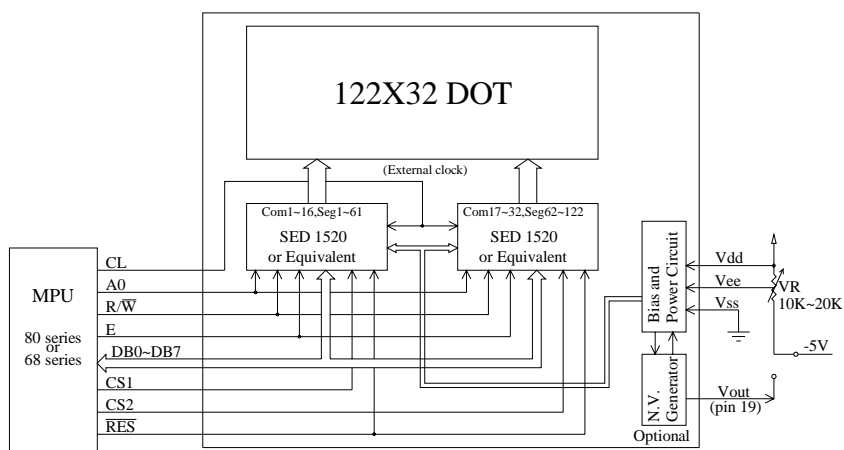 122X32 DOT
(External clock)
Com1~16,Seg1~61
SED 1520
or Equivalent
Com17~32,Seg62~122
SED 1520
or Equivalent
MPU
80 series
or
68 series
CL
A0
R/W̅
E
DB0~DB7
CS1
CS2
R̅E̅S̅
Bias and
Power Circuit
N.V.
Generator
Optional
Vdd
Vee
Vss
VR
10K~20K
-5V
Vout
(pin 19)